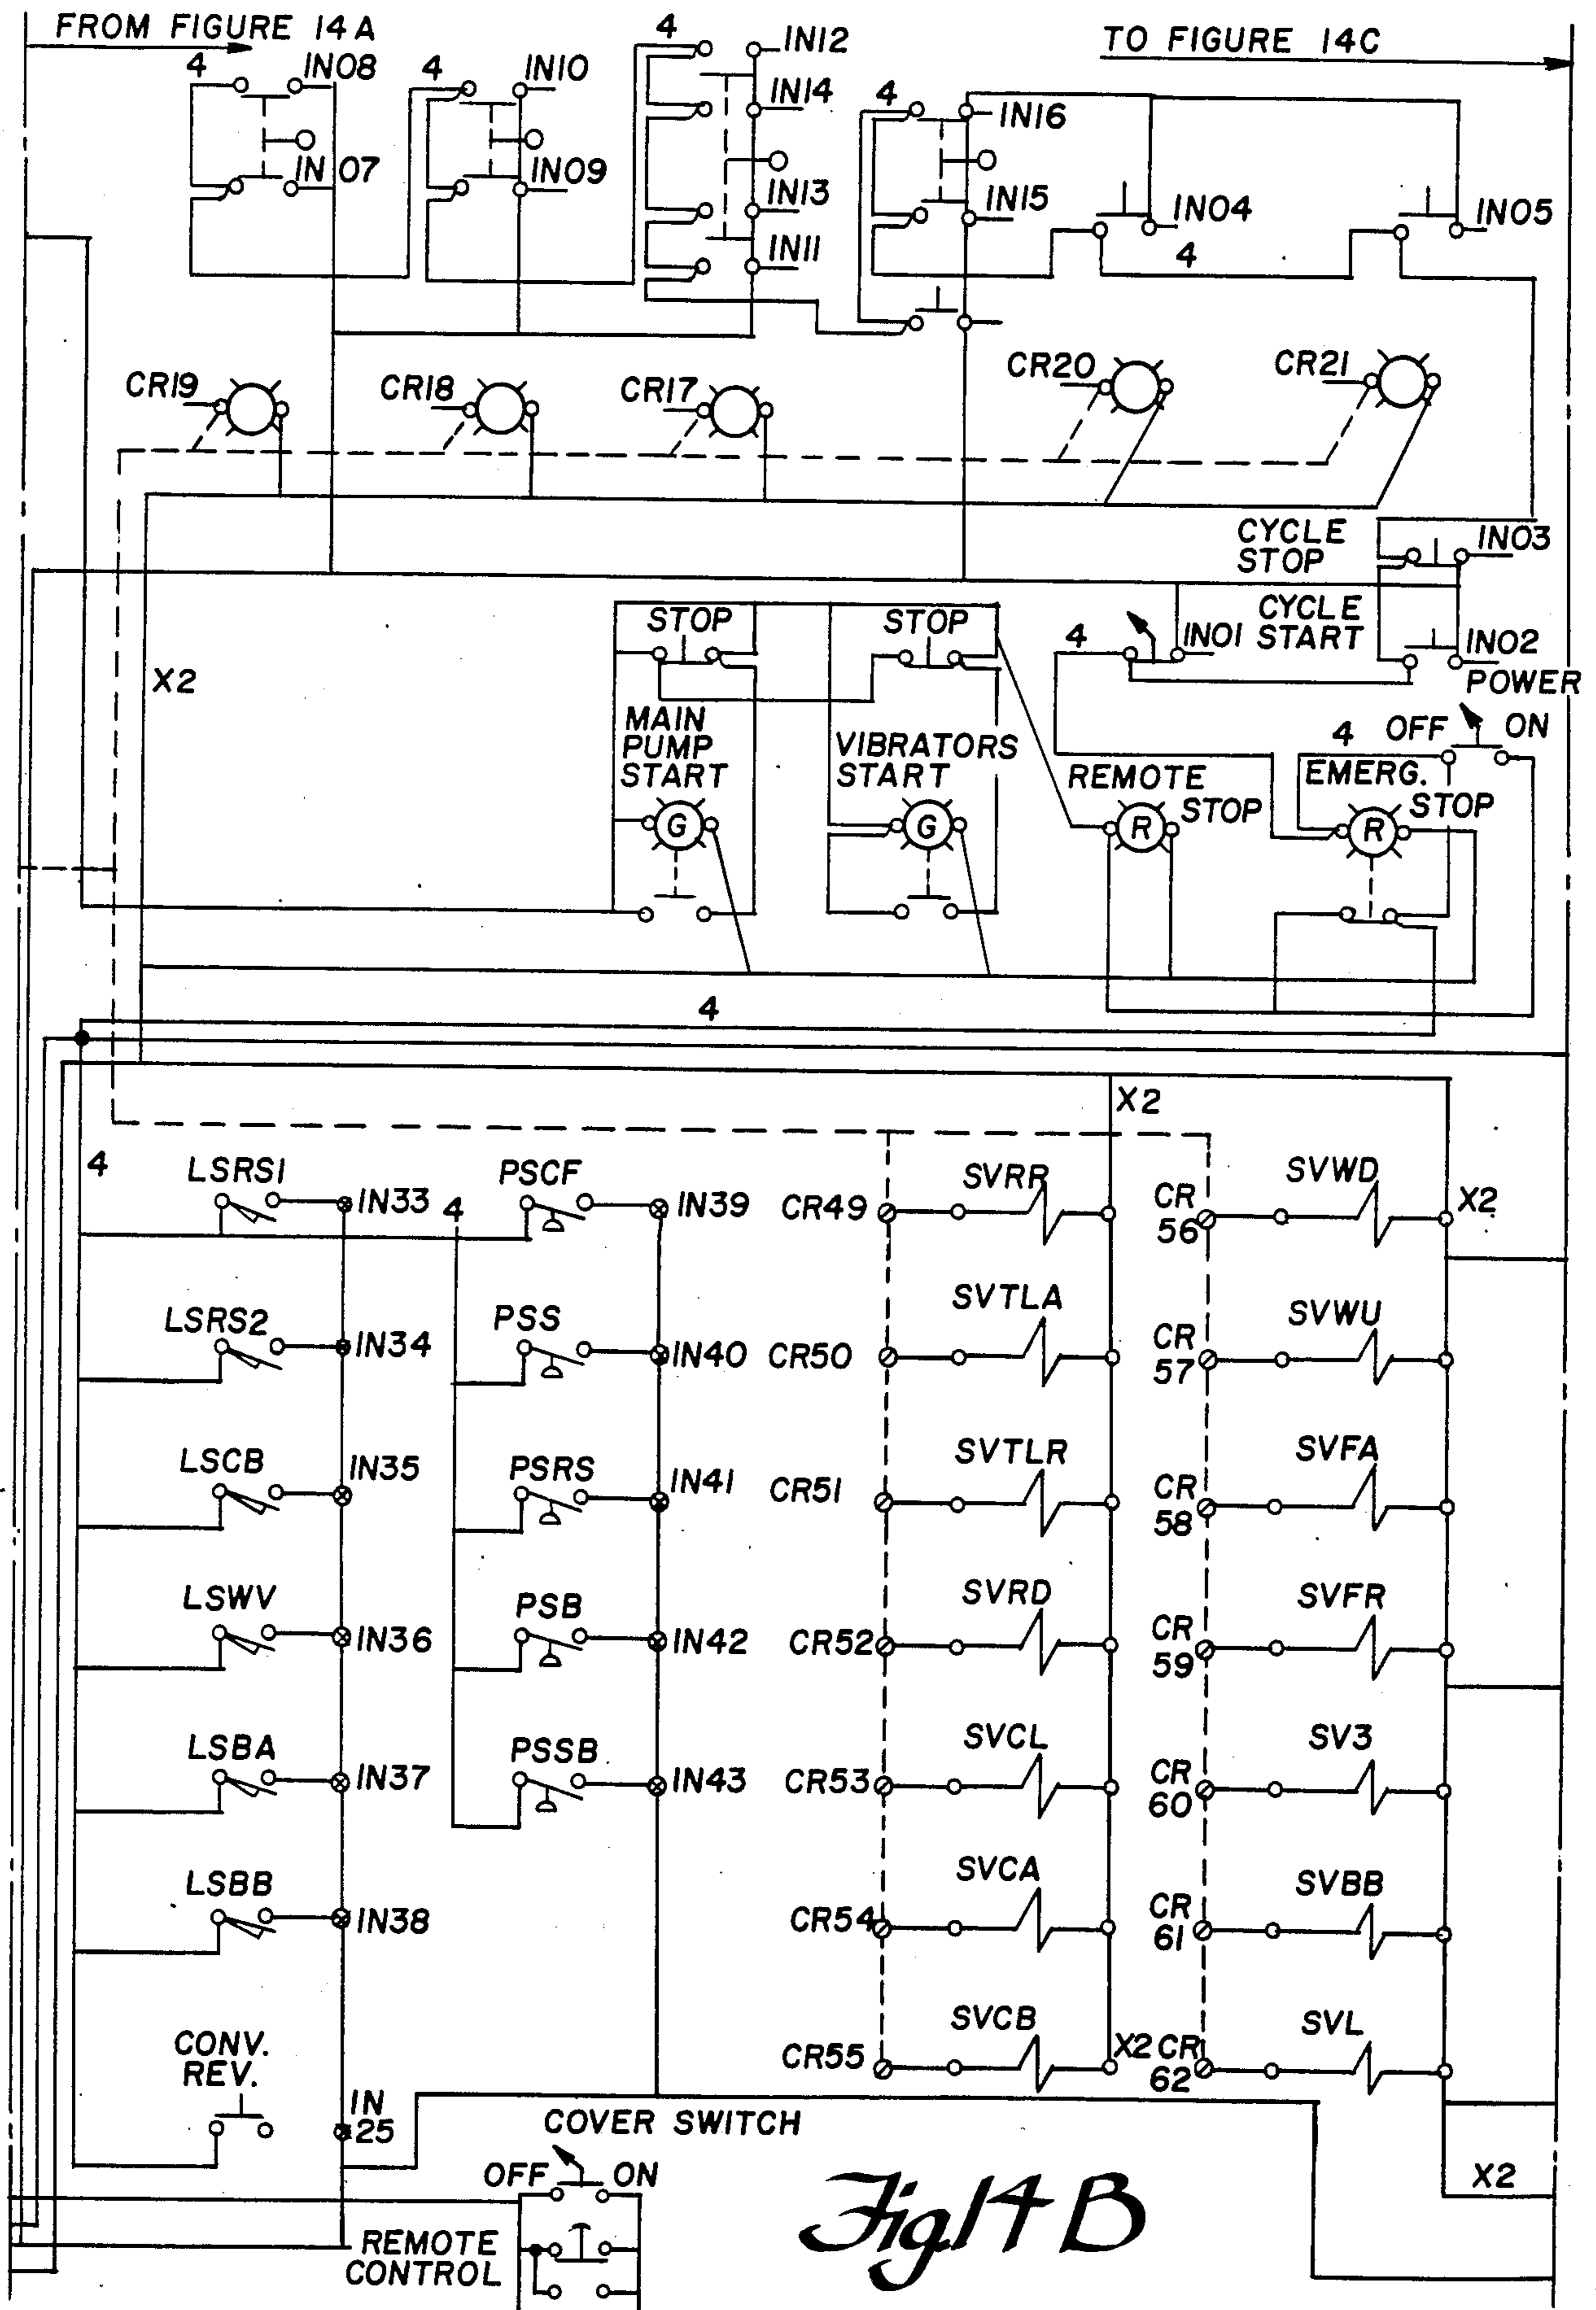 FROM FIGURE 14A
TO FIGURE 14C
4
IN08
IN07
4
IN10
IN09
4
IN12
IN14
IN13
IN11
4
IN16
IN15
IN04
4
IN05
CR19
CR18
CR17
CR20
CR21
CYCLE
STOP
IN03
CYCLE
START
IN02
4
IN01
POWER
OFF
ON
X2
STOP
STOP
MAIN
PUMP
START
VIBRATORS
START
G
G
REMOTE
STOP
R
4
EMERG.
STOP
R
4
X2
4
LSRS1
IN33
LSRS2
IN34
LSCB
IN35
LSWV
IN36
LSBA
IN37
LSBB
IN38
CONV.
REV.
IN
25
4
PSCF
IN39
PSS
IN40
PSRS
IN41
PSB
IN42
PSSB
IN43
CR49
SVRR
CR50
SVTLA
CR51
SVTLR
CR52
SVRD
CR53
SVCL
CR54
SVCA
CR55
SVCB
X2
CR
56
SVWD
X2
CR
57
SVWU
CR
58
SVFA
CR
59
SVFR
CR
60
SV3
CR
61
SVBB
CR
62
SVL
X2
COVER SWITCH
OFF
ON
REMOTE
CONTROL
Fig.14 B